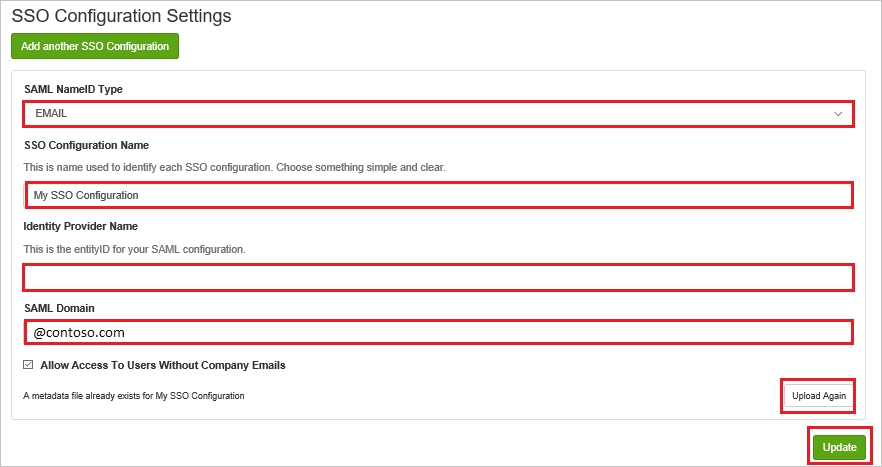 SSO Configuration Settings
Add another SSO Configuration
SAML NameID Type
EMAIL
SSO Configuration Name
This is name used to identify each SSO configuration. Choose something simple and clear.
My SSO Configuration
Identity Provider Name
This is the entityID for your SAML configuration.
SAML Domain
@contoso.com
Allow Access To Users Without Company Emails
A metadata file already exists for My SSO Configuration
Upload Again
Update